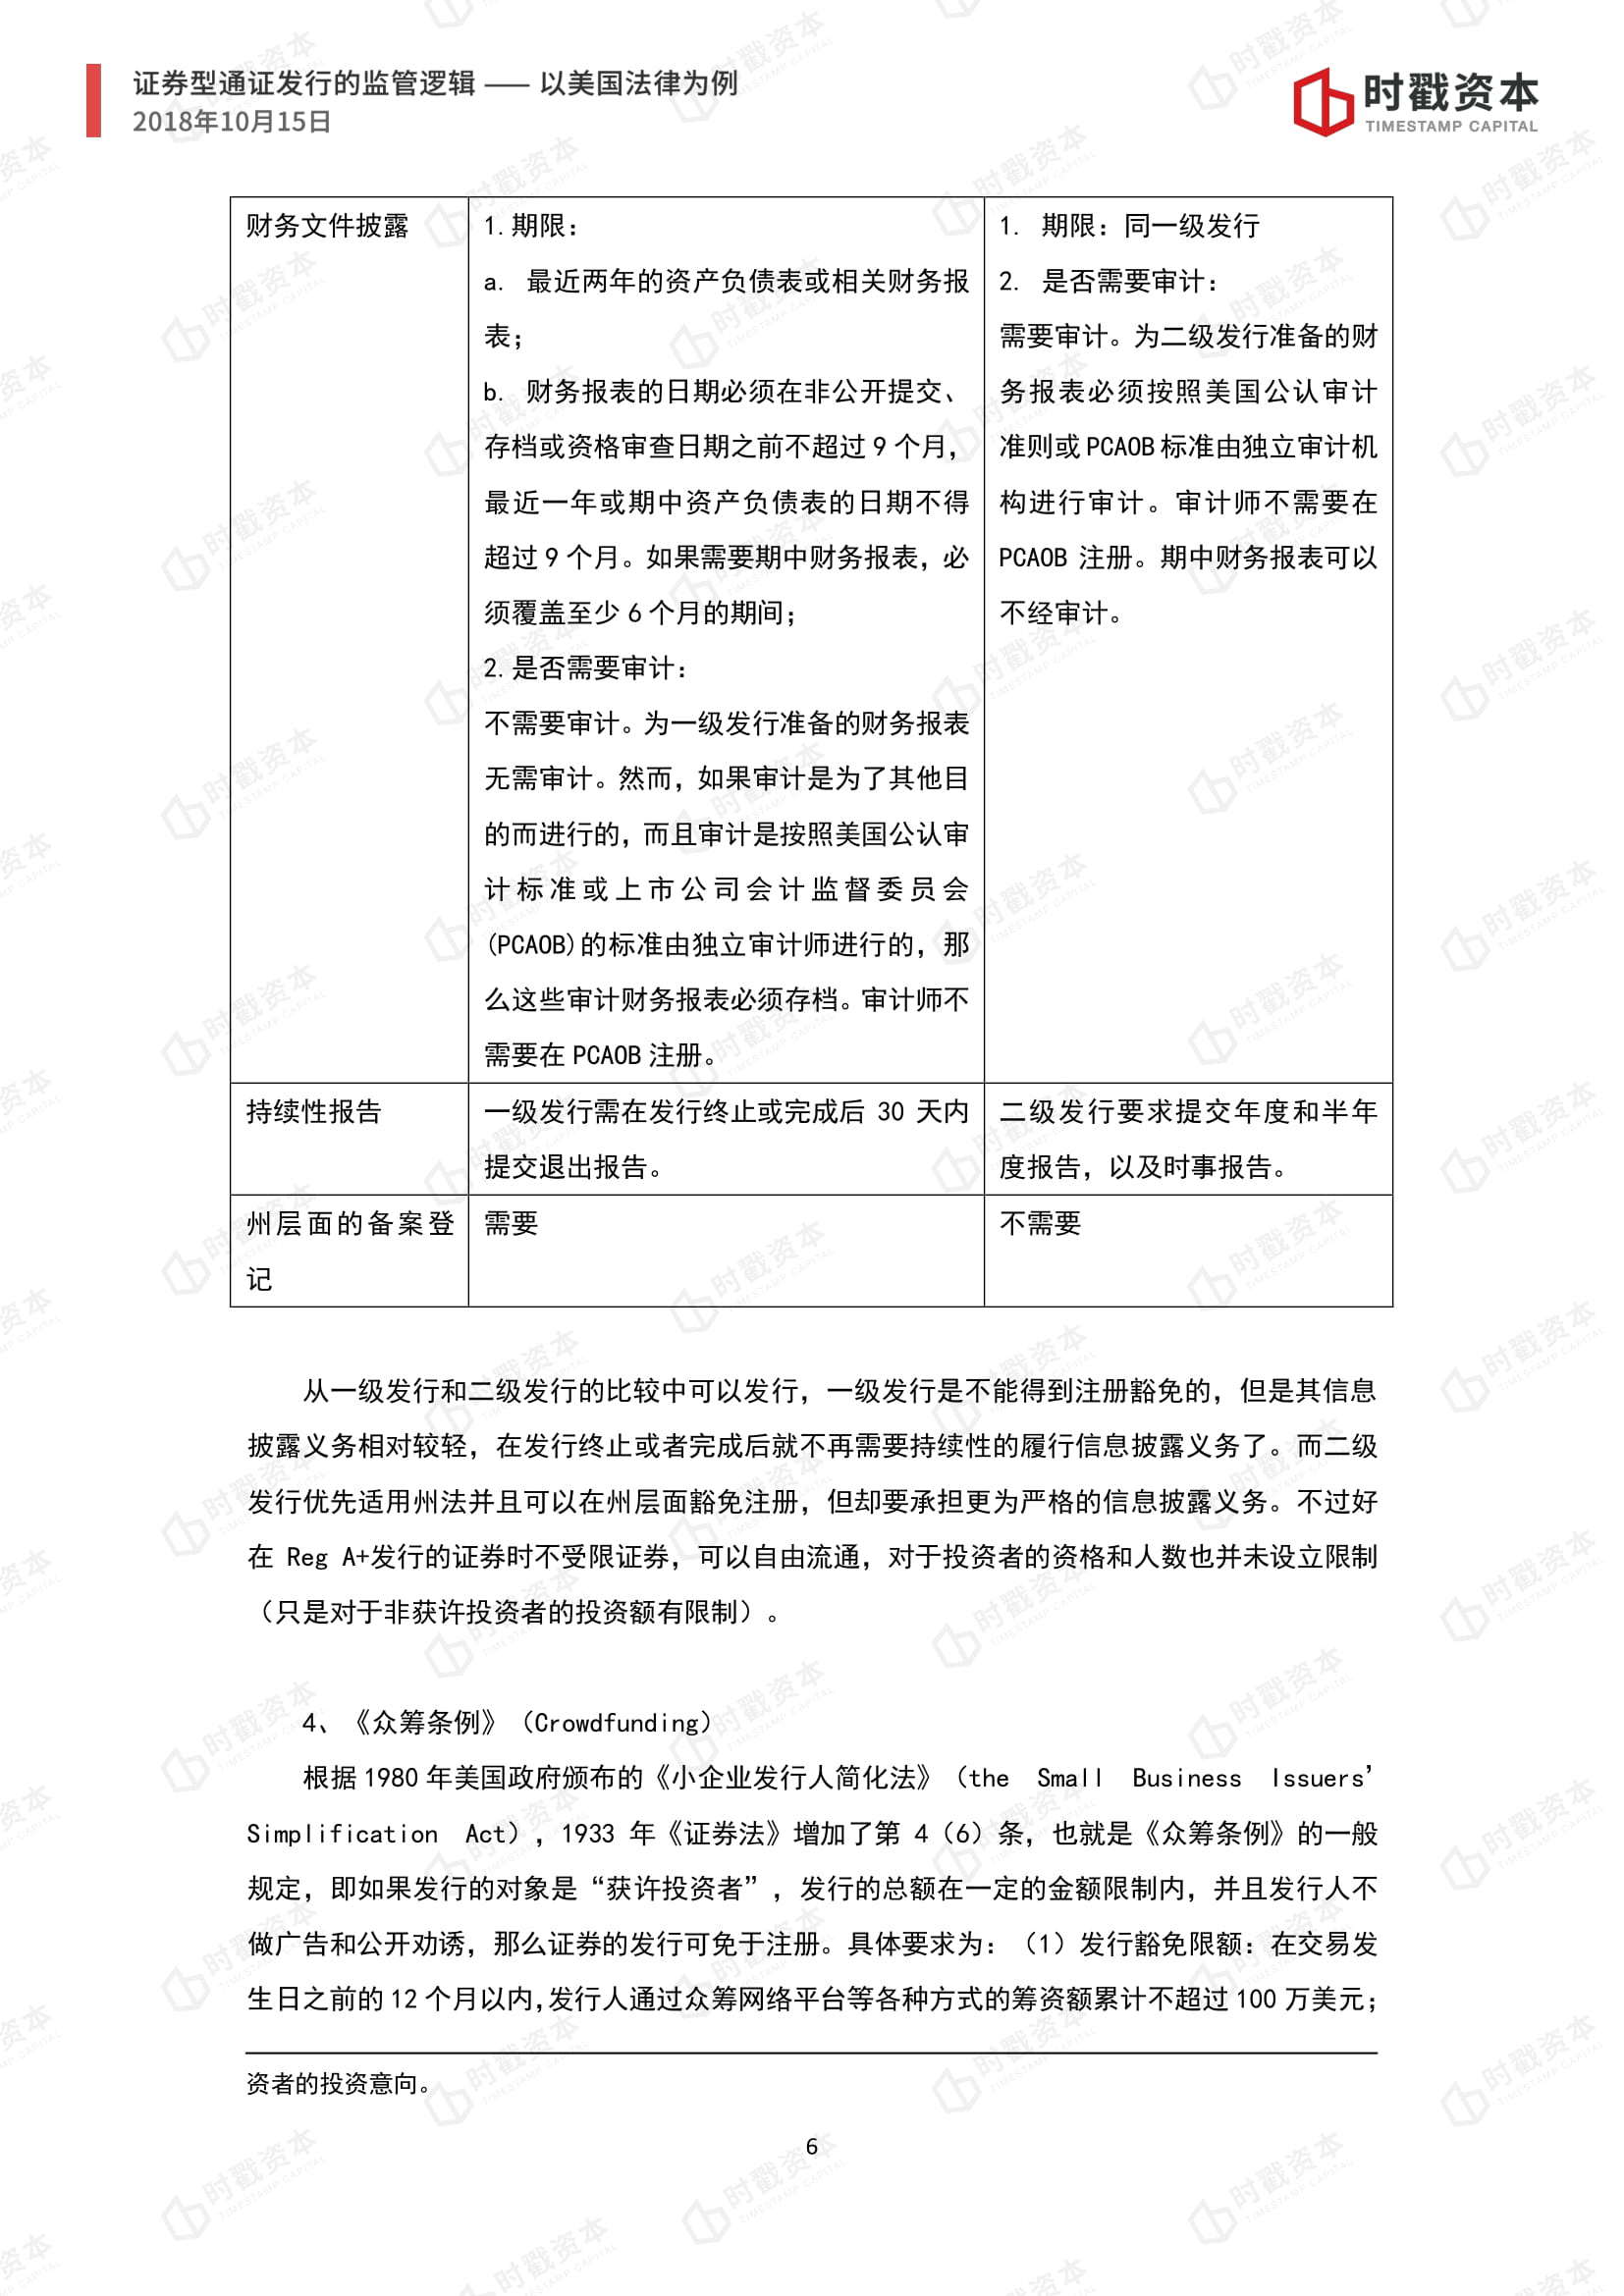 证券型通证发行的监管逻辑 —— 以美国法律为例
2018年10月15日
时戳资本
TIMESTAMP CAPITAL
财务文件披露
1.期限：
a. 最近两年的资产负债表或相关财务报
表；
b. 财务报表的日期必须在非公开提交、
存档或资格审查日期之前不超过 9 个月，
最近一年或期中资产负债表的日期不得
超过 9 个月。如果需要期中财务报表，必
须覆盖至少 6 个月的期间；
2.是否需要审计：
不需要审计。为一级发行准备的财务报表
无需审计。然而，如果审计是为了其他目
的而进行的，而且审计是按照美国公认审
计标准或上市公司会计监督委员会
(PCAOB)的标准由独立审计师进行的，那
么这些审计财务报表必须存档。审计师不
需要在 PCAOB 注册。
1. 期限：同一级发行
2. 是否需要审计：
需要审计。为二级发行准备的财
务报表必须按照美国公认审计
准则或 PCAOB 标准由独立审计机
构进行审计。审计师不需要在
PCAOB 注册。期中财务报表可以
不经审计。
持续性报告
一级发行需在发行终止或完成后 30 天内
提交退出报告。
二级发行要求提交年度和半年
度报告，以及时事报告。
州层面的备案登
记
需要
不需要
从一级发行和二级发行的比较中可以发行，一级发行是不能得到注册豁免的，但是其信息
披露义务相对较轻，在发行终止或者完成后就不再需要持续性的履行信息披露义务了。而二级
发行优先适用州法并且可以在州层面豁免注册，但却要承担更为严格的信息披露义务。不过好
在 Reg A+发行的证券时不受限证券，可以自由流通，对于投资者的资格和人数也并未设立限制
（只是对于非获许投资者的投资额有限制）。
4、《众筹条例》（Crowdfunding）
根据 1980 年美国政府颁布的《小企业发行人简化法》（the Small Business Issuers’
Simplification Act），1933 年《证券法》增加了第 4（6）条，也就是《众筹条例》的一般
规定，即如果发行的对象是“获许投资者”，发行的总额在一定的金额限制内，并且发行人不
做广告和公开劝诱，那么证券的发行可免于注册。具体要求为：（1）发行豁免限额：在交易发
生日之前的 12 个月以内，发行人通过众筹网络平台等各种方式的筹资额累计不超过 100 万美元；
资者的投资意向。
6